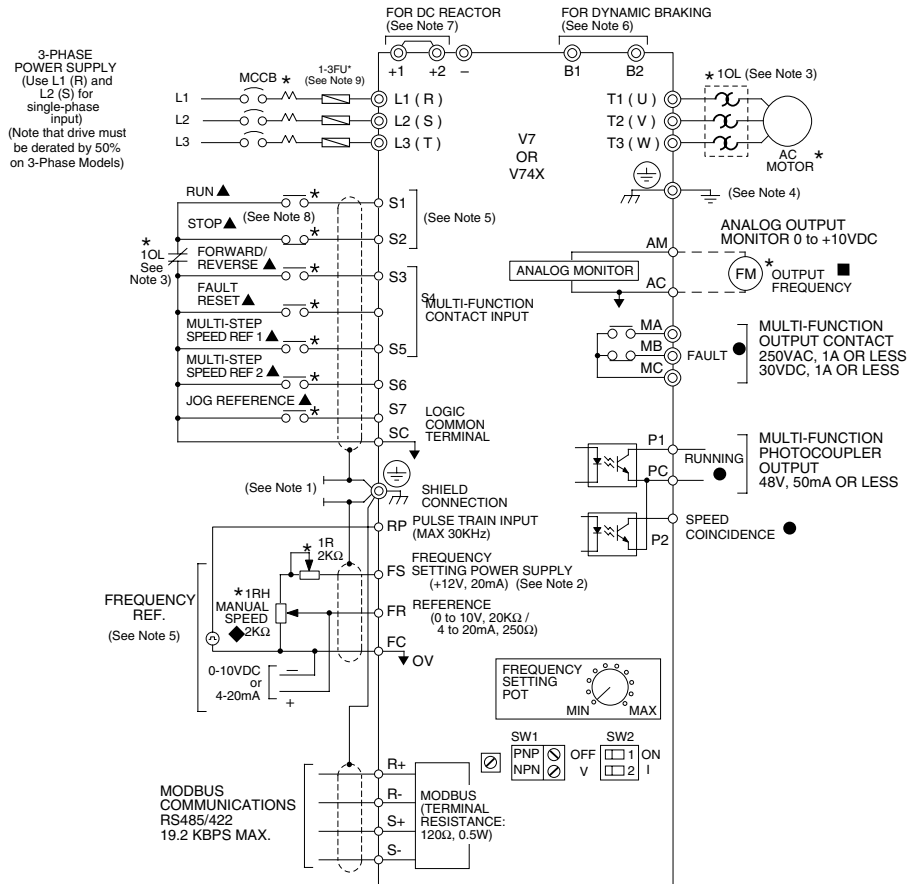 FOR DC REACTOR
(See Note 7)
FOR DYNAMIC BRAKING
(See Note 6)
3-PHASE
POWER SUPPLY
(Use L1 (R) and
L2 (S) for
single-phase
input)
(Note that drive must
be derated by 50%
on 3-Phase Models)
MCCB *
1-3FU*
(See Note 9)
+1 +2 − B1 B2
* 1OL (See Note 3)
L1 L1 ( R ) T1 ( U )
L2 L2 ( S ) T2 ( V )
L3 L3 ( T ) T3 ( W )
V7
OR
V74X
AC
MOTOR *
(See Note 4)
RUN ▲ * S1
(See Note 8)
(See Note 5)
STOP ▲ S2
*
1OL
See
Note 3)
FORWARD/
REVERSE ▲ * S3
FAULT
RESET ▲ * S4
MULTI-FUNCTION
CONTACT INPUT
MULTI-STEP
SPEED REF 1 ▲ * S5
MULTI-STEP
SPEED REF 2 ▲ * S6
JOG REFERENCE ▲ * S7
SC
LOGIC
COMMON
TERMINAL
ANALOG OUTPUT
MONITOR 0 to +10VDC
AM
ANALOG MONITOR
FM * OUTPUT ■
FREQUENCY
AC
MA
MB
MC
FAULT ●
MULTI-FUNCTION
OUTPUT CONTACT
250VAC, 1A OR LESS
30VDC, 1A OR LESS
P1
RUNNING
PC ●
MULTI-FUNCTION
PHOTOCOUPLER
OUTPUT
48V, 50mA OR LESS
P2
SPEED
COINCIDENCE ●
(See Note 1)
SHIELD
CONNECTION
RP PULSE TRAIN INPUT
(MAX 30KHz)
* 1R
2KΩ
FS FREQUENCY
SETTING POWER SUPPLY
(+12V, 20mA) (See Note 2)
FREQUENCY
REF.
(See Note 5)
* 1RH
MANUAL
SPEED
◆ 2KΩ
FR REFERENCE
(0 to 10V, 20KΩ /
4 to 20mA, 250Ω)
FC
OV
0-10VDC −
or
4-20mA +
FREQUENCY
SETTING
POT
MIN MAX
SW1 SW2
PNP OFF 1 ON
NPN V 2 I
MODBUS
COMMUNICATIONS
RS485/422
19.2 KBPS MAX.
R+
R-
S+
S-
MODBUS
(TERMINAL
RESISTANCE:
120Ω, 0.5W)